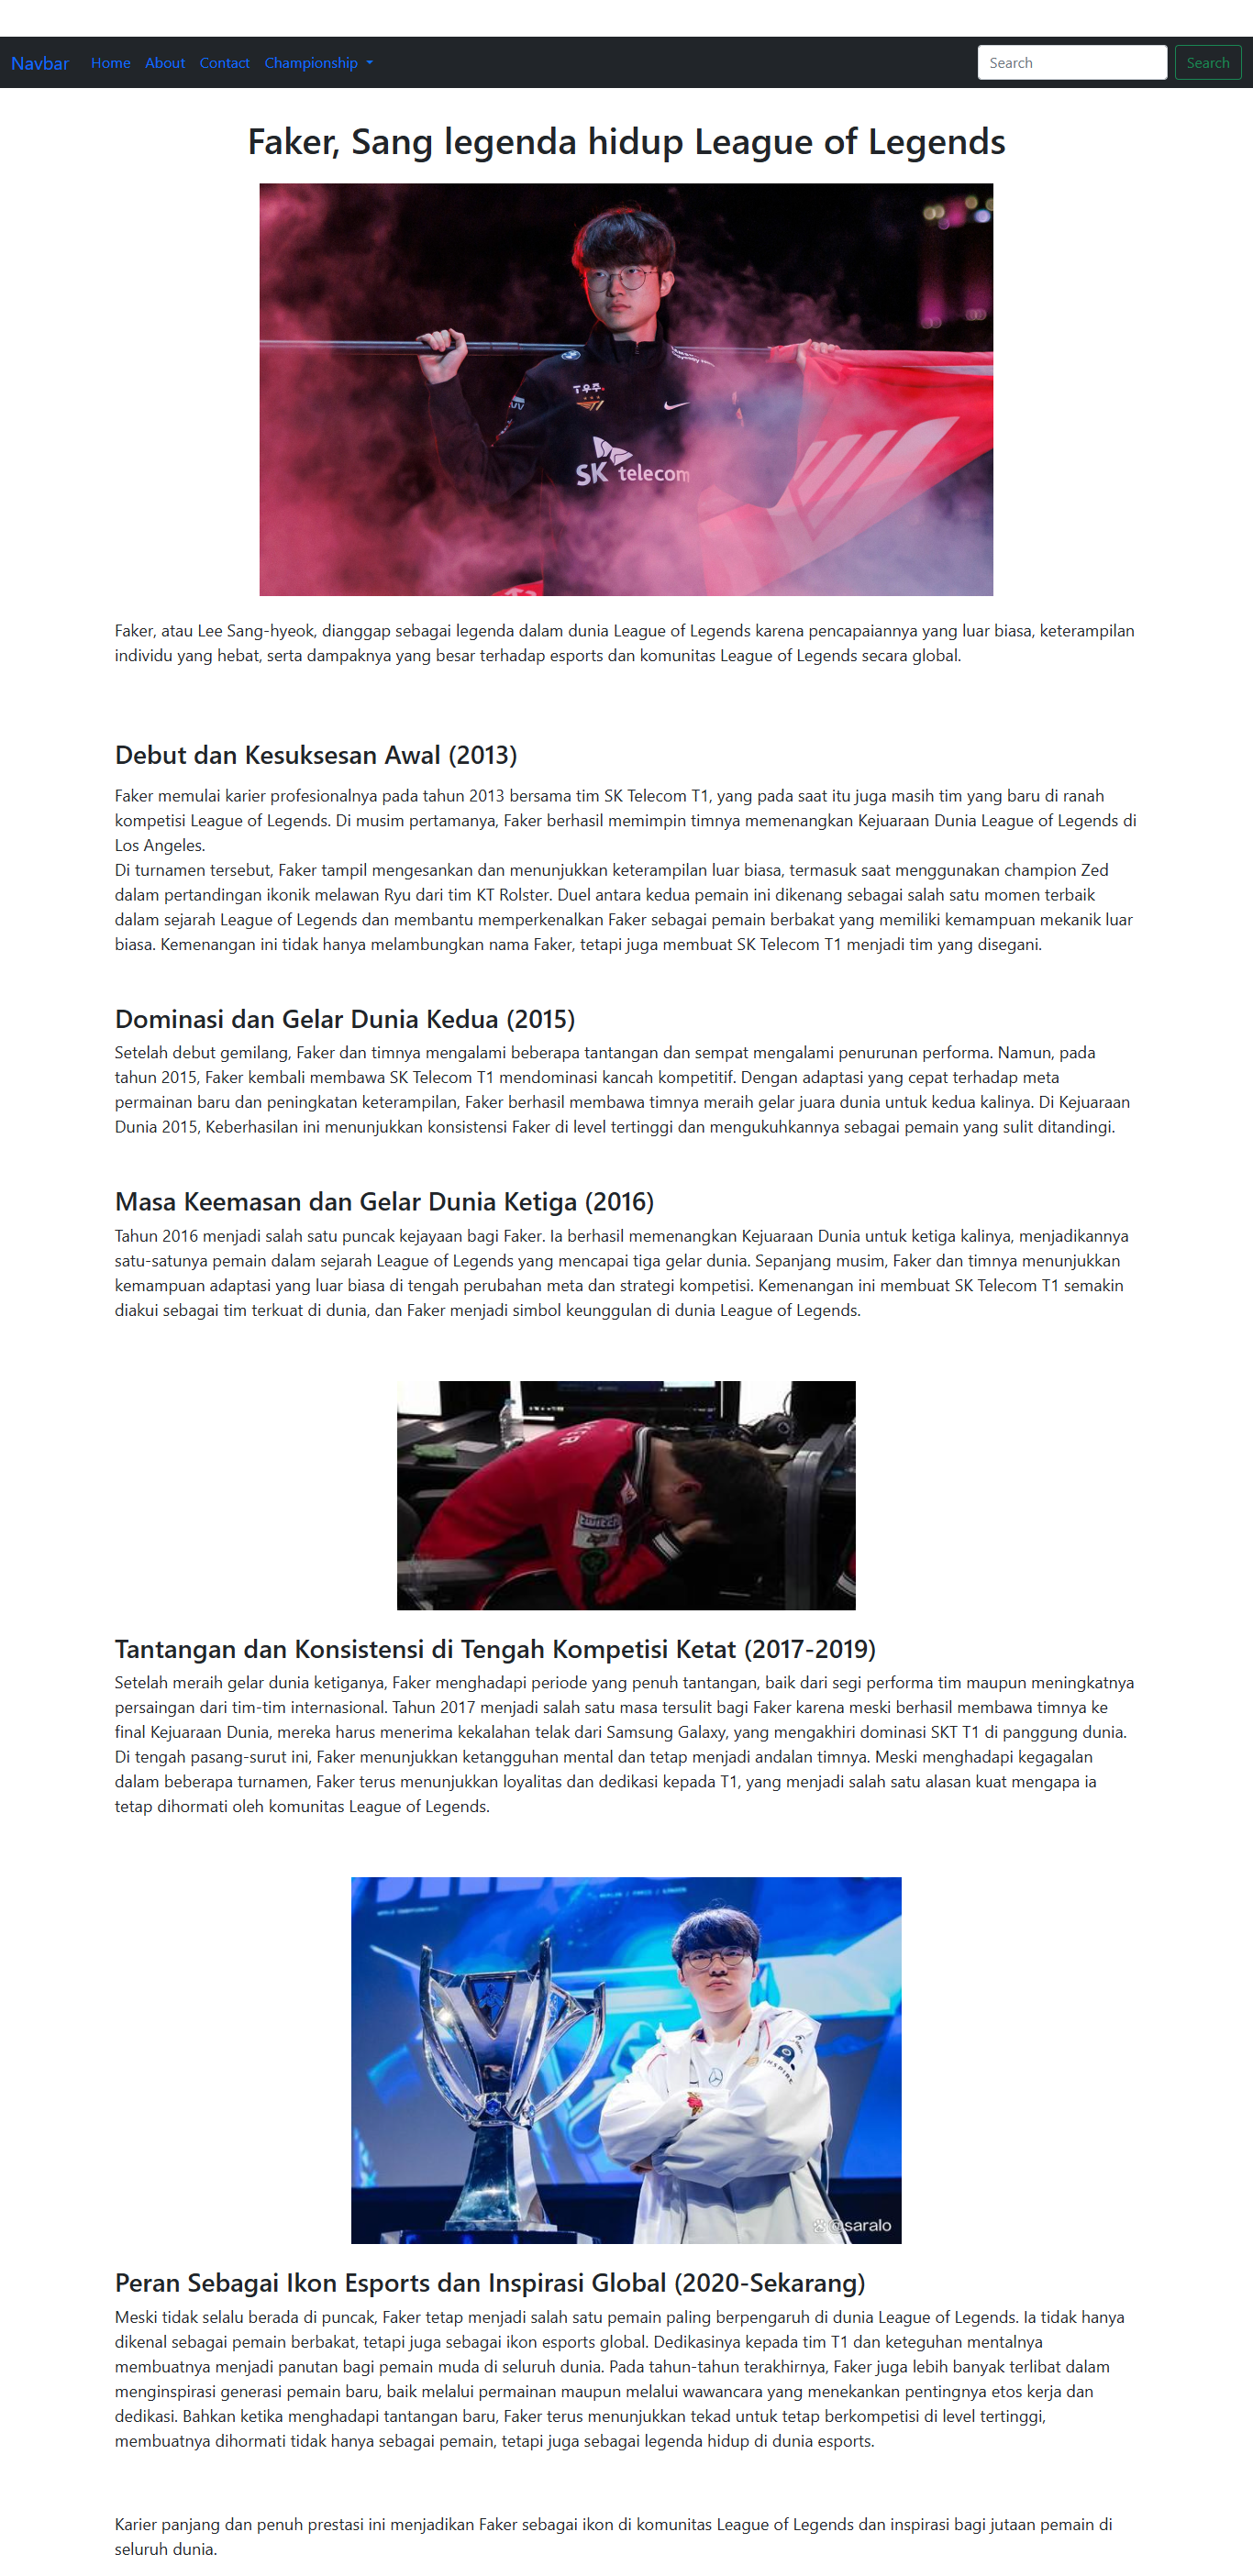 Navbar Home About Contact Championship Search Search
Faker, Sang legenda hidup League of Legends
T우주
SK telecom
Faker, atau Lee Sang-hyeok, dianggap sebagai legenda dalam dunia League of Legends karena pencapaiannya yang luar biasa, keterampilan
individu yang hebat, serta dampaknya yang besar terhadap esports dan komunitas League of Legends secara global.
Debut dan Kesuksesan Awal (2013)
Faker memulai karier profesionalnya pada tahun 2013 bersama tim SK Telecom T1, yang pada saat itu juga masih tim yang baru di ranah
kompetisi League of Legends. Di musim pertamanya, Faker berhasil memimpin timnya memenangkan Kejuaraan Dunia League of Legends di
Los Angeles.
Di turnamen tersebut, Faker tampil mengesankan dan menunjukkan keterampilan luar biasa, termasuk saat menggunakan champion Zed
dalam pertandingan ikonik melawan Ryu dari tim KT Rolster. Duel antara kedua pemain ini dikenang sebagai salah satu momen terbaik
dalam sejarah League of Legends dan membantu memperkenalkan Faker sebagai pemain berbakat yang memiliki kemampuan mekanik luar
biasa. Kemenangan ini tidak hanya melambungkan nama Faker, tetapi juga membuat SK Telecom T1 menjadi tim yang disegani.
Dominasi dan Gelar Dunia Kedua (2015)
Setelah debut gemilang, Faker dan timnya mengalami beberapa tantangan dan sempat mengalami penurunan performa. Namun, pada
tahun 2015, Faker kembali membawa SK Telecom T1 mendominasi kancah kompetitif. Dengan adaptasi yang cepat terhadap meta
permainan baru dan peningkatan keterampilan, Faker berhasil membawa timnya meraih gelar juara dunia untuk kedua kalinya. Di Kejuaraan
Dunia 2015, Keberhasilan ini menunjukkan konsistensi Faker di level tertinggi dan mengukuhkannya sebagai pemain yang sulit ditandingi.
Masa Keemasan dan Gelar Dunia Ketiga (2016)
Tahun 2016 menjadi salah satu puncak kejayaan bagi Faker. Ia berhasil memenangkan Kejuaraan Dunia untuk ketiga kalinya, menjadikannya
satu-satunya pemain dalam sejarah League of Legends yang mencapai tiga gelar dunia. Sepanjang musim, Faker dan timnya menunjukkan
kemampuan adaptasi yang luar biasa di tengah perubahan meta dan strategi kompetisi. Kemenangan ini membuat SK Telecom T1 semakin
diakui sebagai tim terkuat di dunia, dan Faker menjadi simbol keunggulan di dunia League of Legends.
twitch
Tantangan dan Konsistensi di Tengah Kompetisi Ketat (2017-2019)
Setelah meraih gelar dunia ketiganya, Faker menghadapi periode yang penuh tantangan, baik dari segi performa tim maupun meningkatnya
persaingan dari tim-tim internasional. Tahun 2017 menjadi salah satu masa tersulit bagi Faker karena meski berhasil membawa timnya ke
final Kejuaraan Dunia, mereka harus menerima kekalahan telak dari Samsung Galaxy, yang mengakhiri dominasi SKT T1 di panggung dunia.
Di tengah pasang-surut ini, Faker menunjukkan ketangguhan mental dan tetap menjadi andalan timnya. Meski menghadapi kegagalan
dalam beberapa turnamen, Faker terus menunjukkan loyalitas dan dedikasi kepada T1, yang menjadi salah satu alasan kuat mengapa ia
tetap dihormati oleh komunitas League of Legends.
INSPIRE
@saralo
Peran Sebagai Ikon Esports dan Inspirasi Global (2020-Sekarang)
Meski tidak selalu berada di puncak, Faker tetap menjadi salah satu pemain paling berpengaruh di dunia League of Legends. Ia tidak hanya
dikenal sebagai pemain berbakat, tetapi juga sebagai ikon esports global. Dedikasinya kepada tim T1 dan keteguhan mentalnya
membuatnya menjadi panutan bagi pemain muda di seluruh dunia. Pada tahun-tahun terakhirnya, Faker juga lebih banyak terlibat dalam
menginspirasi generasi pemain baru, baik melalui permainan maupun melalui wawancara yang menekankan pentingnya etos kerja dan
dedikasi. Bahkan ketika menghadapi tantangan baru, Faker terus menunjukkan tekad untuk tetap berkompetisi di level tertinggi,
membuatnya dihormati tidak hanya sebagai pemain, tetapi juga sebagai legenda hidup di dunia esports.
Karier panjang dan penuh prestasi ini menjadikan Faker sebagai ikon di komunitas League of Legends dan inspirasi bagi jutaan pemain di
seluruh dunia.